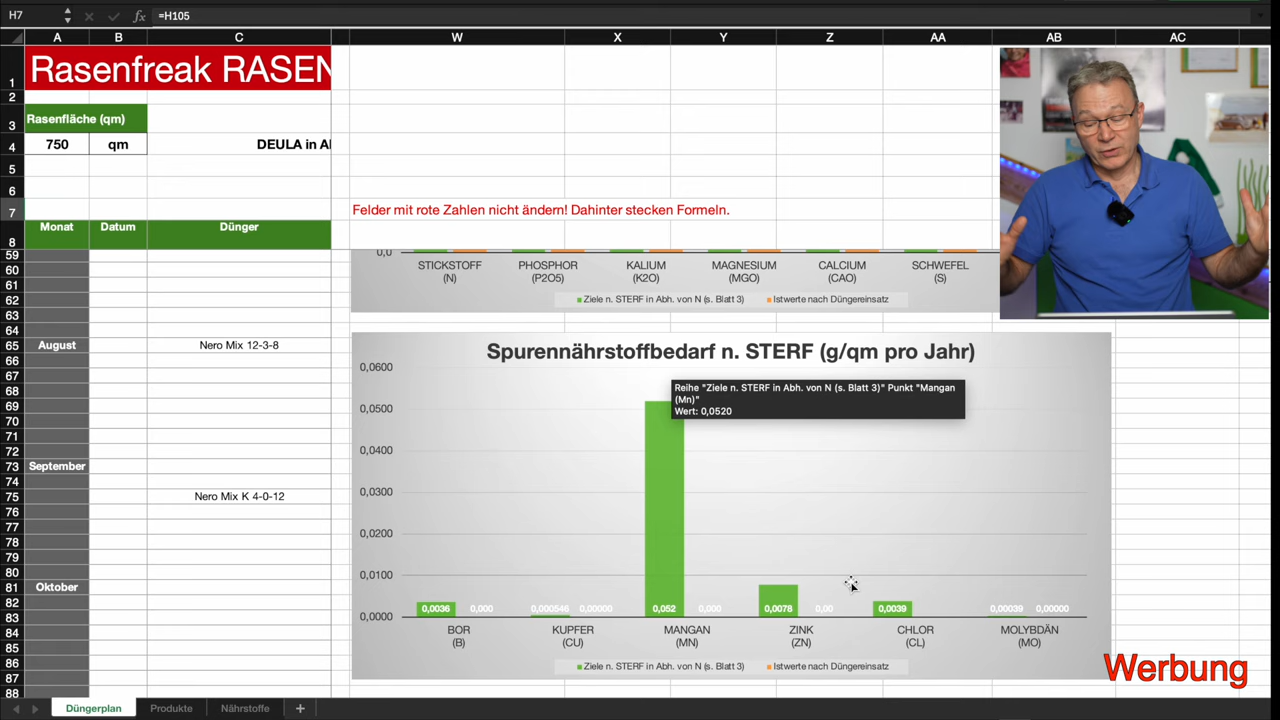 H7
fx
=H105
A
B
C
W
X
Y
Z
AA
AB
AC
1
Rasenfreak RASEN
2
3
Rasenfläche (qm)
4
750
qm
DEULA in Al
5
6
7
Felder mit rote Zahlen nicht ändern! Dahinter stecken Formeln.
8
Monat
Datum
Dünger
59
0,0
60
STICKSTOFF
(N)
PHOSPHOR
(P2O5)
KALIUM
(K2O)
MAGNESIUM
(MGO)
CALCIUM
(CAO)
SCHWEFEL
(S)
61
62
Ziele n. STERF in Abh. von N (s. Blatt 3)
Istwerte nach Düngereinsatz
63
64
65
August
Nero Mix 12-3-8
Spurennährstoffbedarf n. STERF (g/qm pro Jahr)
66
0,0600
67
Reihe "Ziele n. STERF in Abh. von N (s. Blatt 3)" Punkt "Mangan
(Mn)"
Wert: 0,0520
68
69
0,0500
70
71
72
0,0400
73
September
74
75
Nero Mix K 4-0-12
0,0300
76
77
78
0,0200
79
80
0,0100
81
Oktober
82
83
0,0000
0,0036
0,000
0,000546
0,00000
0,052
0,000
0,0078
0,00
0,0039
0,00039
0,00000
84
BOR
(B)
KUPFER
(CU)
MANGAN
(MN)
ZINK
(ZN)
CHLOR
(CL)
MOLYBDÄN
(MO)
85
86
Ziele n. STERF in Abh. von N (s. Blatt 3)
Istwerte nach Düngereinsatz
87
88
Werbung
Düngerplan
Produkte
Nährstoffe
+